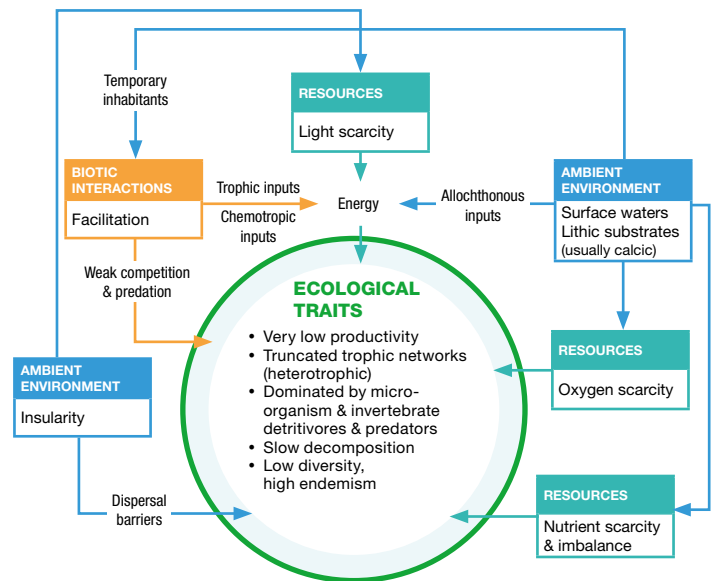 Temporary
inhabitants
RESOURCES
Light scarcity
BIOTIC
INTERACTIONS
Facilitation
Trophic inputs
Chemotropic
inputs
Energy
Allochthonous
inputs
AMBIENT
ENVIRONMENT
Surface waters
Lithic substrates
(usually calcic)
Weak competition
& predation
ECOLOGICAL
TRAITS
• Very low productivity
• Truncated trophic networks
(heterotrophic)
• Dominated by micro-
organism & invertebrate
detritivores & predators
• Slow decomposition
• Low diversity,
high endemism
RESOURCES
Oxygen scarcity
AMBIENT
ENVIRONMENT
Insularity
Dispersal
barriers
RESOURCES
Nutrient scarcity
& imbalance